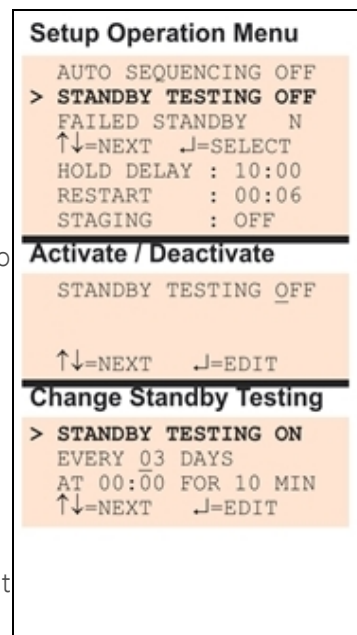 Setup Operation Menu
AUTO SEQUENCING OFF
> STANDBY TESTING OFF
FAILED STANDBY N
↑↓=NEXT ↵=SELECT
HOLD DELAY : 10:00
RESTART : 00:06
STAGING : OFF
o
Activate / Deactivate
STANDBY TESTING OFF
↑↓=NEXT ↵=EDIT
Change Standby Testing
> STANDBY TESTING ON
EVERY 03 DAYS
AT 00:00 FOR 10 MIN
↑↓=NEXT ↵=EDIT
t